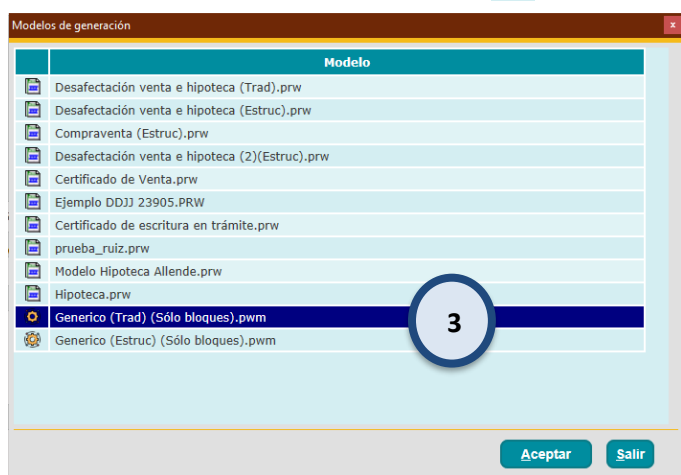 Modelos de generación
x
Modelo
Desafectación venta e hipoteca (Trad).prw
Desafectación venta e hipoteca (Estruc).prw
Compraventa (Estruc).prw
Desafectación venta e hipoteca (2)(Estruc).prw
Certificado de Venta.prw
Ejemplo DDJJ 23905.PRW
Certificado de escritura en trámite.prw
prueba_ruiz.prw
Modelo Hipoteca Allende.prw
Hipoteca.prw
Generico (Trad) (Sólo bloques).pwm
3
Generico (Estruc) (Sólo bloques).pwm
Aceptar Salir